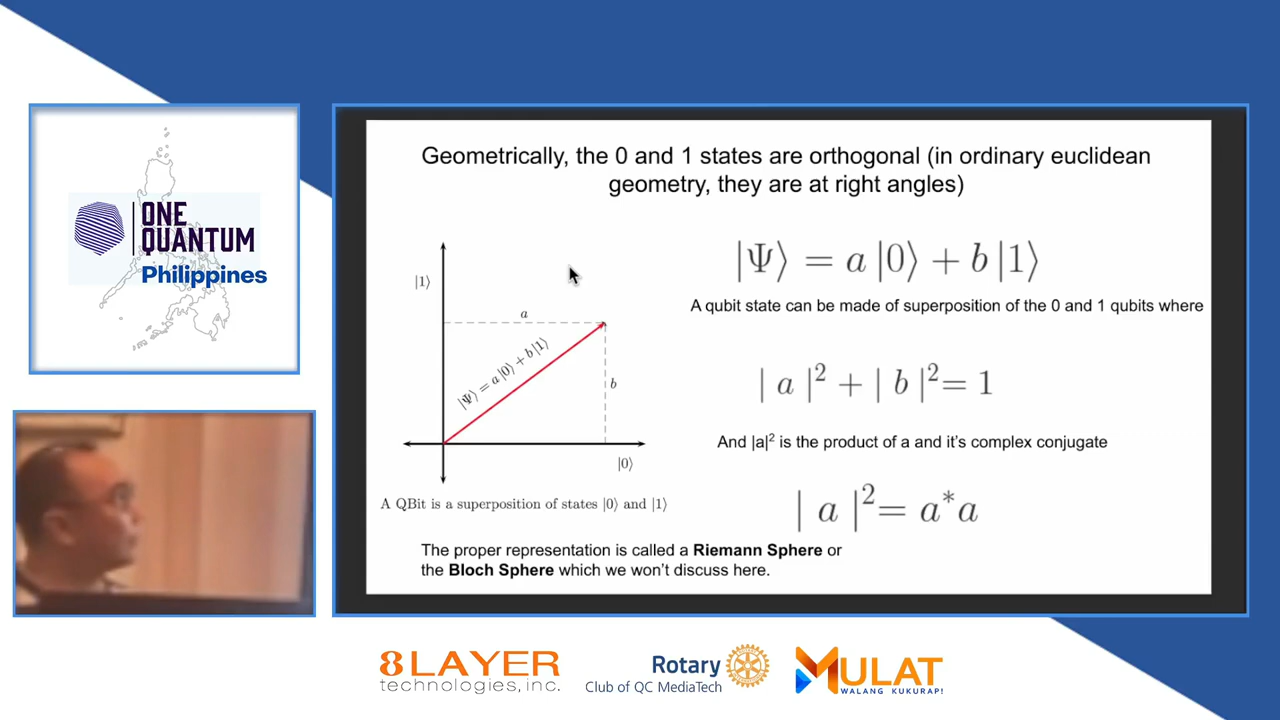 ONE
QUANTUM
Philippines
Geometrically, the 0 and 1 states are orthogonal (in ordinary euclidean
geometry, they are at right angles)
|1⟩
a
|Ψ⟩ = a |0⟩ + b |1⟩
b
|0⟩
A QBit is a superposition of states |0⟩ and |1⟩
The proper representation is called a Riemann Sphere or
the Bloch Sphere which we won't discuss here.
|Ψ⟩ = a |0⟩ + b |1⟩
A qubit state can be made of superposition of the 0 and 1 qubits where
| a |² + | b |² = 1
And |a|² is the product of a and it's complex conjugate
| a |² = a*a
8LAYER
technologies, inc.
Rotary
Club of QC MediaTech
MULAT
WALANG KUKURAP!